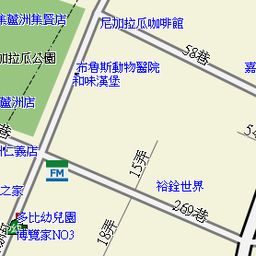 集蘆洲集賢店
尼加拉瓜咖啡館
加拉瓜公園
58巷
布魯斯動物醫院
和味漢堡
嘉
蘆洲店
54
巷
仁義店
15弄
FM
之家
裕銓世界
269巷
多比幼兒園
博覽家NO3
18弄